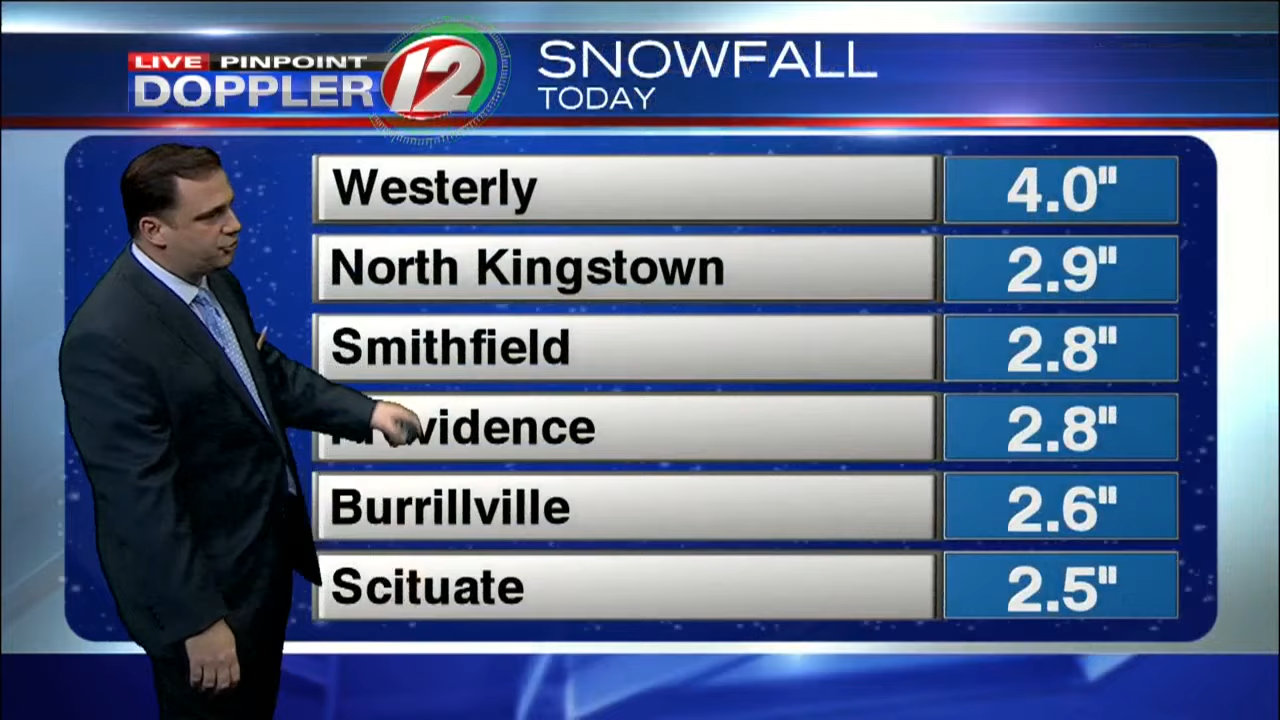 LIVE PINPOINT
DOPPLER 12
SNOWFALL
TODAY
Westerly 4.0"
North Kingstown 2.9"
Smithfield 2.8"
Providence 2.8"
Burrillville 2.6"
Scituate 2.5"